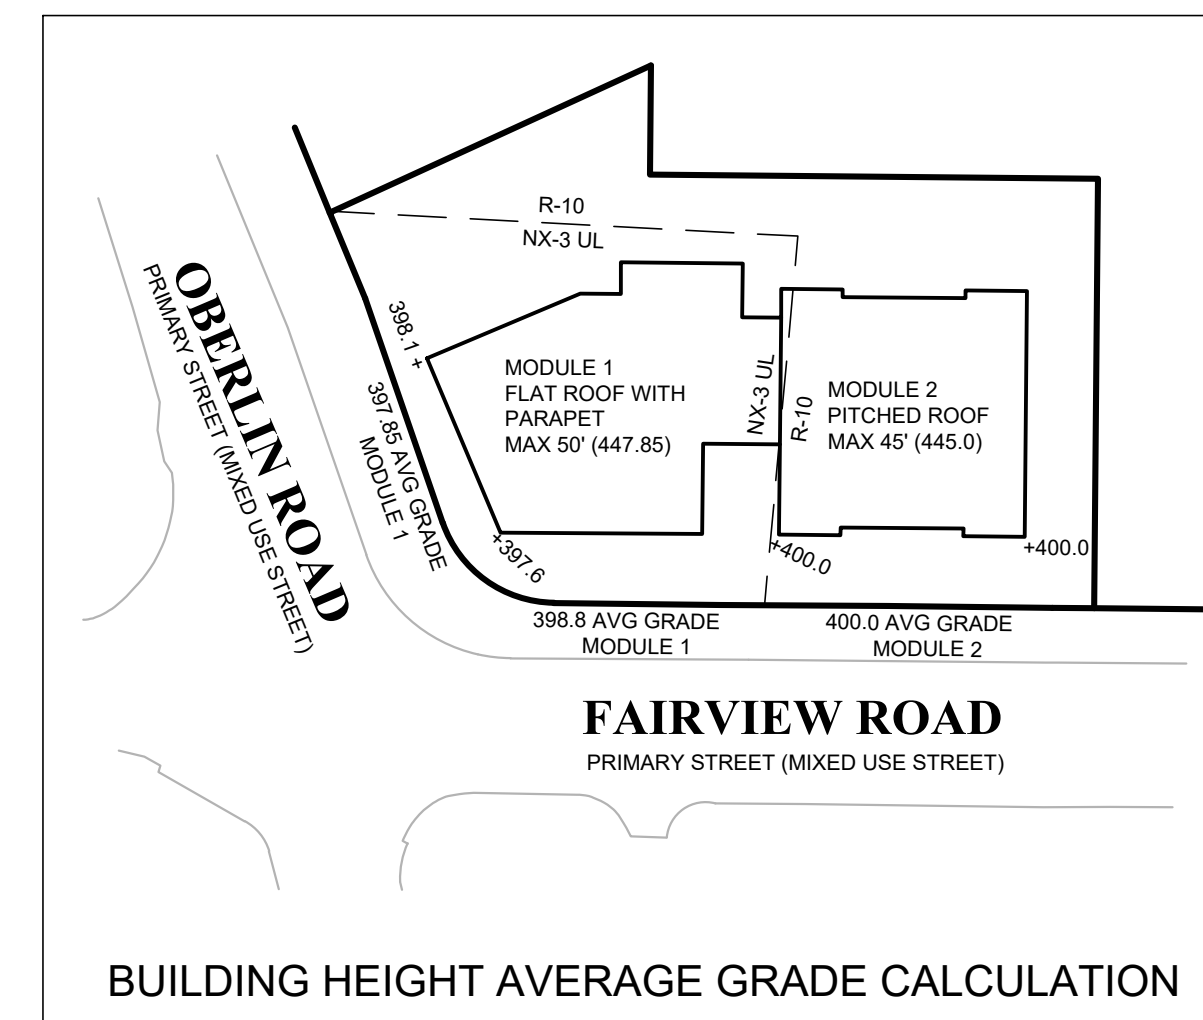 R-10
NX-3 UL
OBERLIN ROAD
PRIMARY STREET (MIXED USE STREET)
398.1 +
397.85 AVG GRADE
MODULE 1
MODULE 1
FLAT ROOF WITH
PARAPET
MAX 50' (447.85)
NX-3 UL
R-10
MODULE 2
PITCHED ROOF
MAX 45' (445.0)
+397.6
+400.0
+400.0
398.8 AVG GRADE
MODULE 1
400.0 AVG GRADE
MODULE 2
FAIRVIEW ROAD
PRIMARY STREET (MIXED USE STREET)
BUILDING HEIGHT AVERAGE GRADE CALCULATION